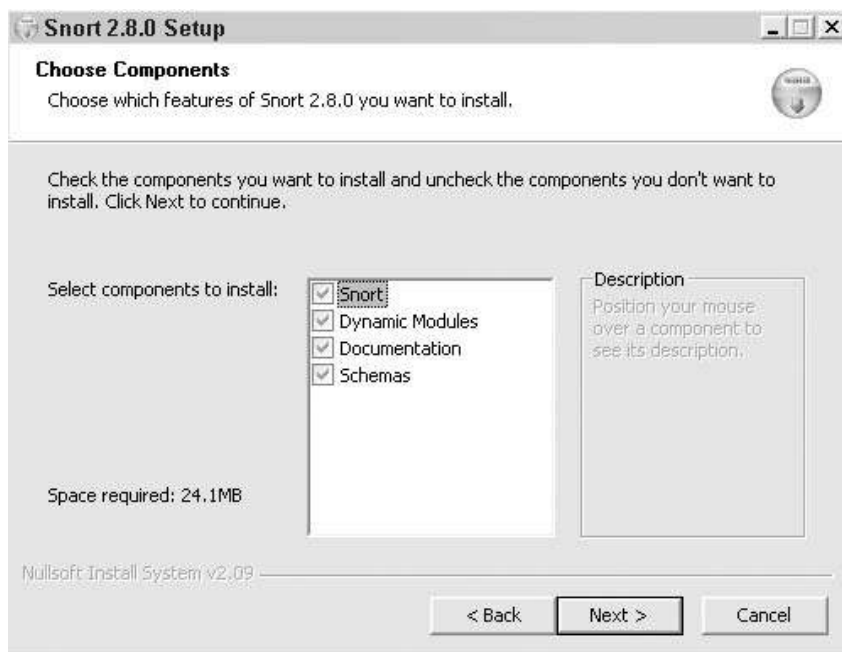 Snort 2.8.0 Setup
Choose Components
Choose which features of Snort 2.8.0 you want to install.
Check the components you want to install and uncheck the components you don't want to
install. Click Next to continue.
Select components to install:
Snort
Dynamic Modules
Documentation
Schemas
Description
Position your mouse
over a component to
see its description.
Space required: 24.1MB
Nullsoft Install System v2.09
< Back
Next >
Cancel